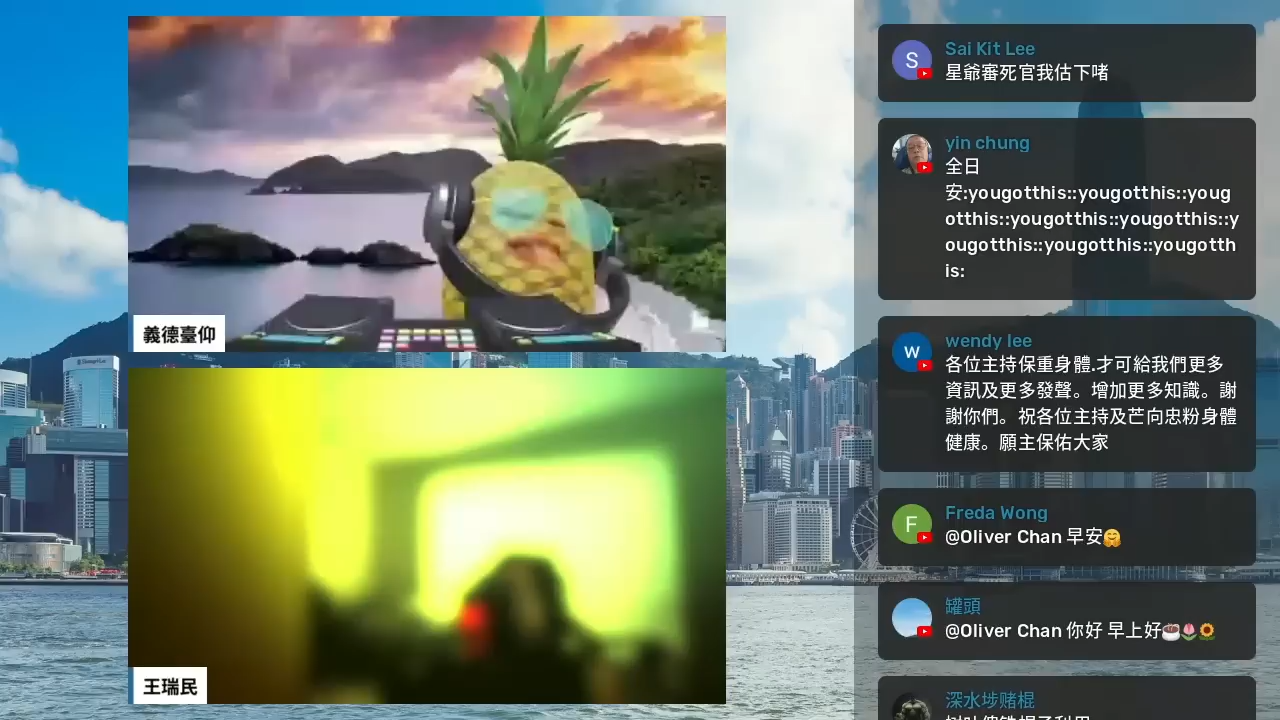 義德臺仰
王瑞民
Sai Kit Lee
星爺審死官我估下啫
yin chung
全日
安:yougotthis::yougotthis::youg
otthis::yougotthis::yougotthis::y
ougotthis::yougotthis::yougotth
is:
wendy lee
各位主持保重身體.才可給我們更多
資訊及更多發聲。增加更多知識。謝
謝你們。祝各位主持及芒向忠粉身體
健康。願主保佑大家
Freda Wong
@Oliver Chan 早安🤗
罐頭
@Oliver Chan 你好 早上好☕🌷🌻
深水埗赌棍